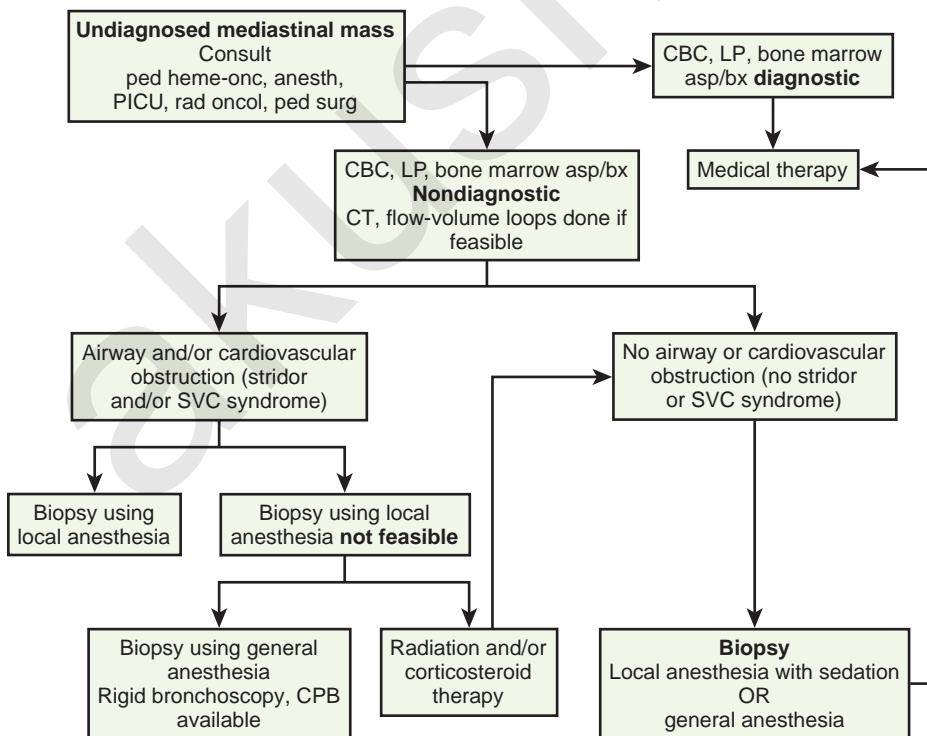 Undiagnosed mediastinal mass
Consult
ped heme-onc, anesth,
PICU, rad oncol, ped surg
CBC, LP, bone marrow
asp/bx diagnostic
Medical therapy
CBC, LP, bone marrow asp/bx
Nondiagnostic
CT, flow-volume loops done if
feasible
Airway and/or cardiovascular
obstruction (stridor
and/or SVC syndrome)
No airway or cardiovascular
obstruction (no stridor
or SVC syndrome)
Biopsy using
local anesthesia
Biopsy using local
anesthesia not feasible
Biopsy using general
anesthesia
Rigid bronchoscopy, CPB
available
Radiation and/or
corticosteroid
therapy
Biopsy
Local anesthesia with sedation
OR
general anesthesia